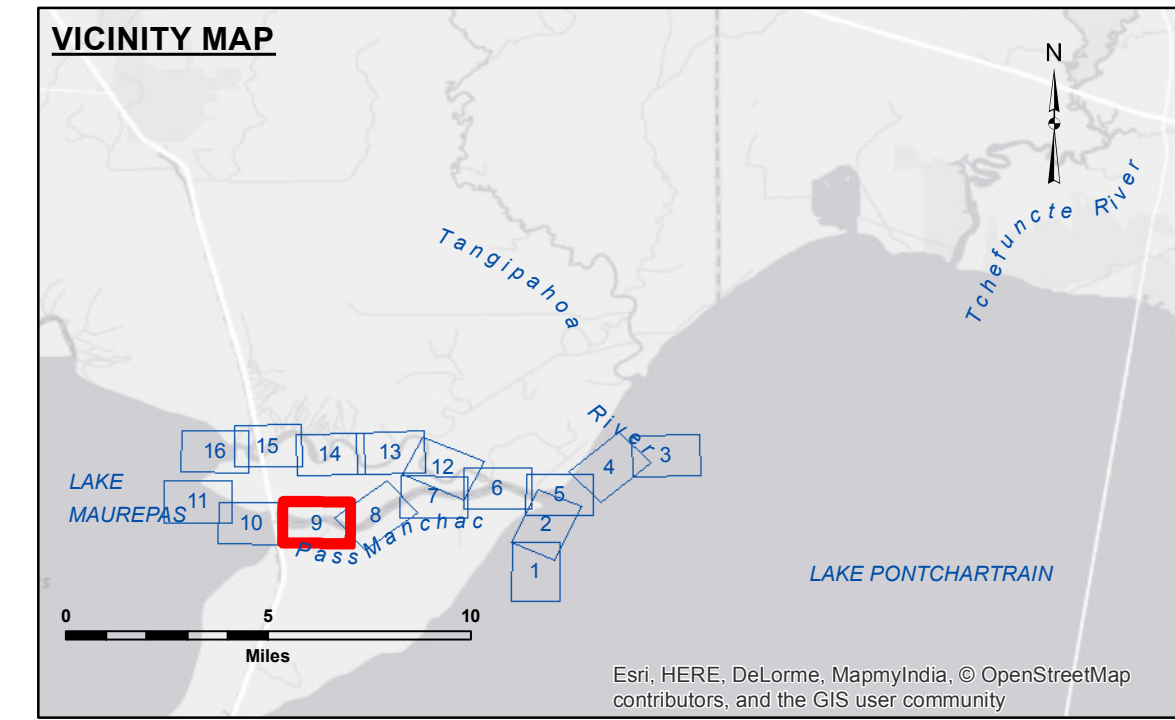 VICINITY MAP
N
Tchefuncte River
Tangipahoa
River
16
15
14
13
12
4
3
LAKE
MAUREPAS
11
10
9
8
7
6
5
2
1
Pass Manchac
LAKE PONTCHARTRAIN
s
0 5 10
Miles
Esri, HERE, DeLorme, MapmyIndia, © OpenStreetMap
contributors, and the GIS user community